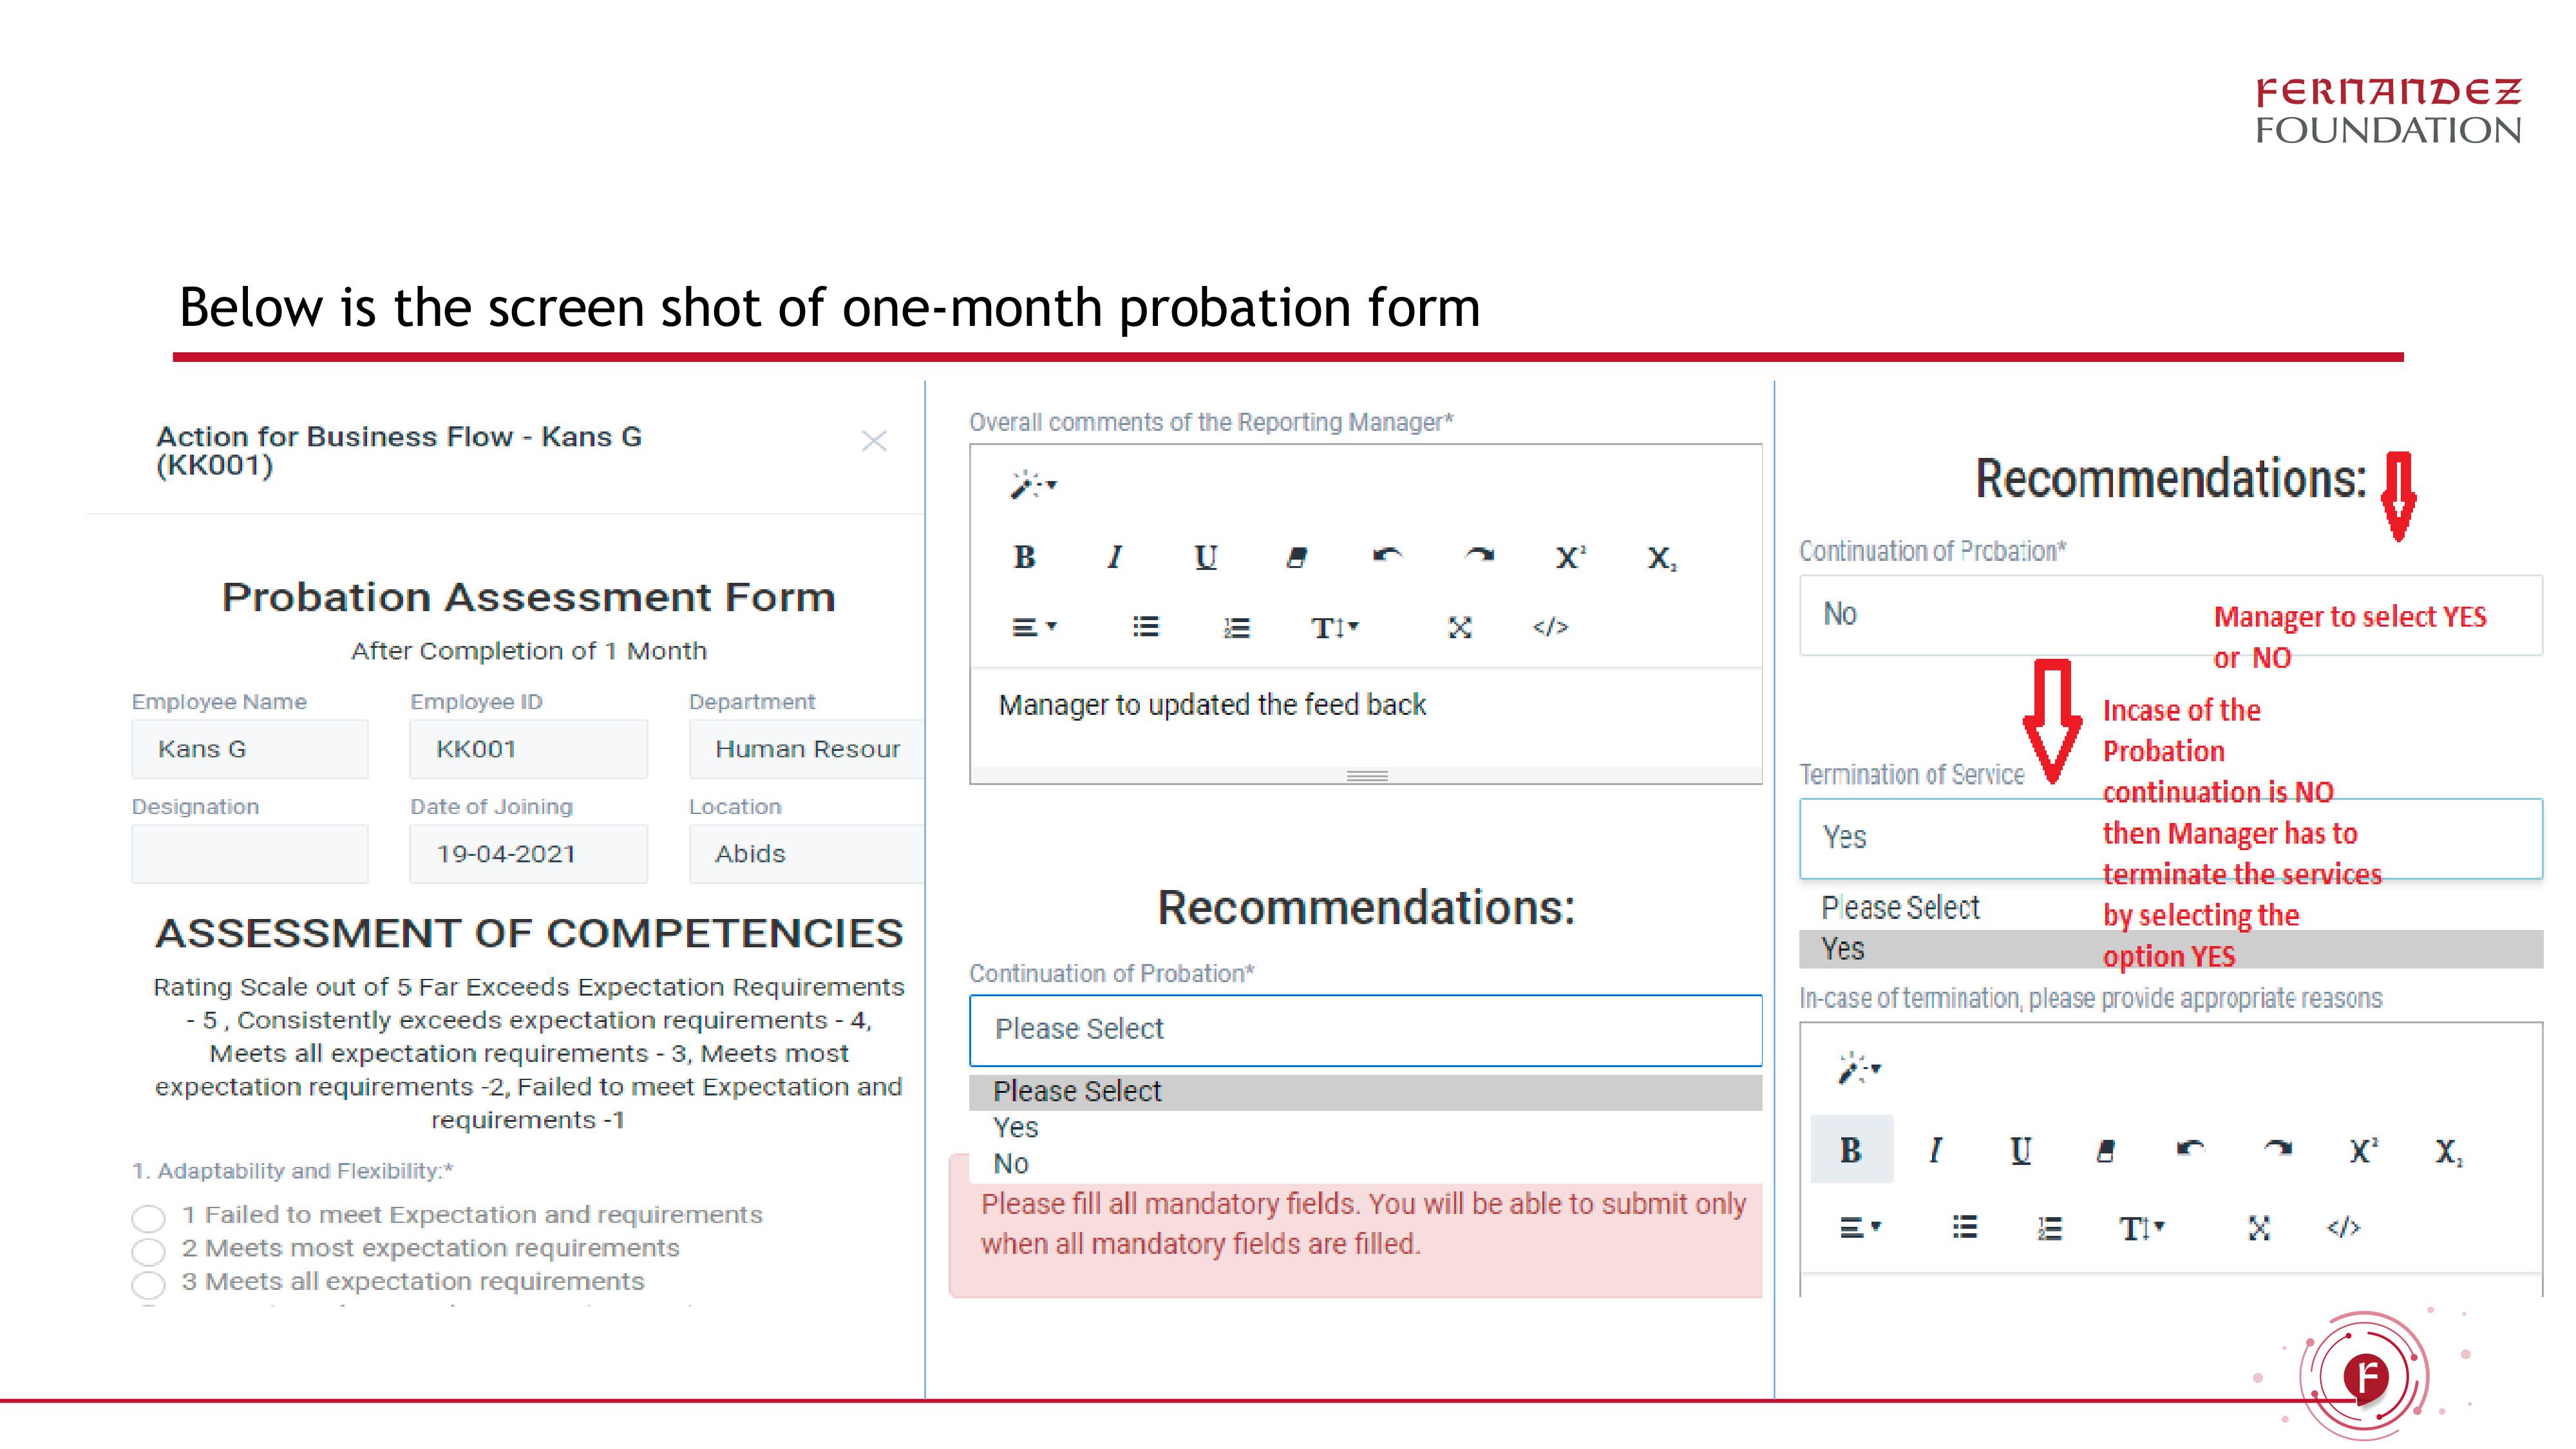 FERNANDEZ
FOUNDATION
Below is the screen shot of one-month probation form
Action for Business Flow - Kans G
(KK001)
Probation Assessment Form
After Completion of 1 Month
Employee Name Employee ID Department
Kans G KK001 Human Resour
Designation Date of Joining Location
19-04-2021 Abids
ASSESSMENT OF COMPETENCIES
Rating Scale out of 5 Far Exceeds Expectation Requirements
- 5 , Consistently exceeds expectation requirements - 4,
Meets all expectation requirements - 3, Meets most
expectation requirements -2, Failed to meet Expectation and
requirements -1
1. Adaptability and Flexibility:*
1 Failed to meet Expectation and requirements
2 Meets most expectation requirements
3 Meets all expectation requirements
Overall comments of the Reporting Manager*
B I U X² X₂
T
</>
Manager to updated the feed back
Recommendations:
Continuation of Probation*
Please Select
Please Select
Yes
No
Please fill all mandatory fields. You will be able to submit only
when all mandatory fields are filled.
Recommendations:
Continuation of Probation*
No
Manager to select YES
or NO
Incase of the
Probation
continuation is NO
then Manager has to
terminate the services
by selecting the
option YES
Termination of Service
Yes
Please Select
Yes
In-case of termination, please provide appropriate reasons
B I U X² X₂
T
</>
F